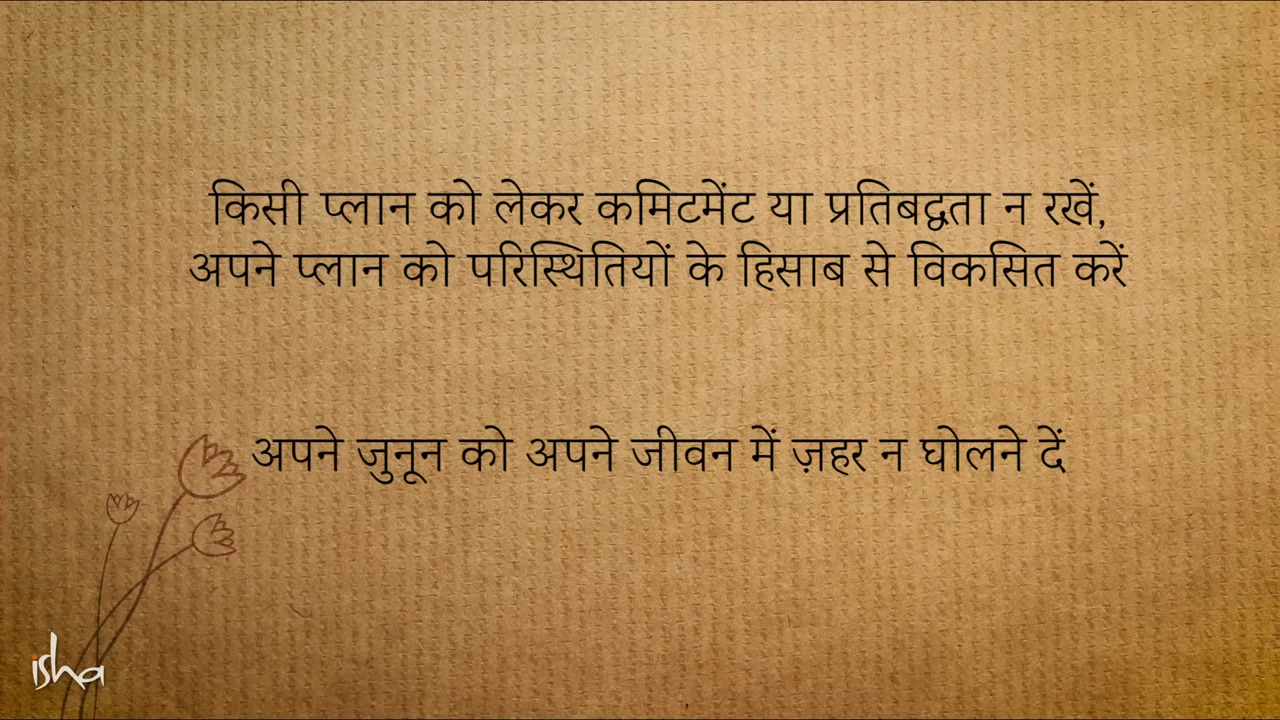 किसी प्लान को लेकर कमिटमेंट या प्रतिबद्धता न रखें,
अपने प्लान को परिस्थितियों के हिसाब से विकसित करें
अपने जुनून को अपने जीवन में ज़हर न घोलने दें
isha